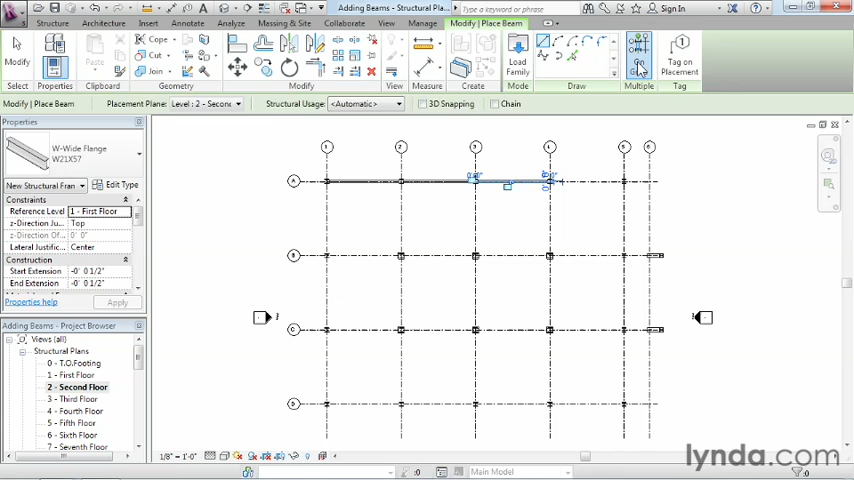 Adding Beams - Structural Pla...
Sign In
Structure
Architecture
Insert
Annotate
Analyze
Massing & Site
Collaborate
View
Manage
Modify | Place Beam
Modify
Paste
Cope
Cut
Join
Load
Family
On
Tag on
Placement
Properties
Clipboard
Geometry
Modify
Measure
Create
Mode
Draw
Multiple
Tag
Modify | Place Beam
Placement Plane:
Level : 2 - Secon
Structural Usage:
<Automatic>
3D Snapping
Chain
Properties
W-Wide Flange
W21X57
New Structural Fran
Edit Type
Constraints
Reference Level
1 - First Floor
z-Direction Ju...
Top
z-Direction Of...
0' 0"
Lateral Justific...
Center
Construction
Start Extension
-0' 0 1/2"
End Extension
-0' 0 1/2"
Properties help
Apply
Adding Beams - Project Browser
Views (all)
Structural Plans
0 - T.O.Footing
1 - First Floor
2 - Second Floor
3 - Third Floor
4 - Fourth Floor
5 - Fifth Floor
6 - Sixth Floor
7 - Seventh Floor
1 2 3 4 5 6
A
B
C
D
1/8" = 1'-0"
:0
Main Model
:0
lynda.com